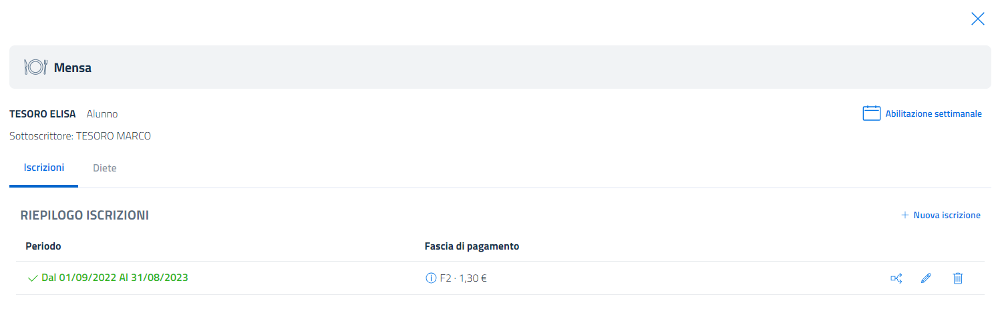 Mensa
TESORO ELISA Alunno
Abilitazione settimanale
Sottoscrittore: TESORO MARCO
Iscrizioni Diete
RIEPILOGO ISCRIZIONI
+ Nuova iscrizione
Periodo Fascia di pagamento
Dal 01/09/2022 Al 31/08/2023 F2 · 1,30 €